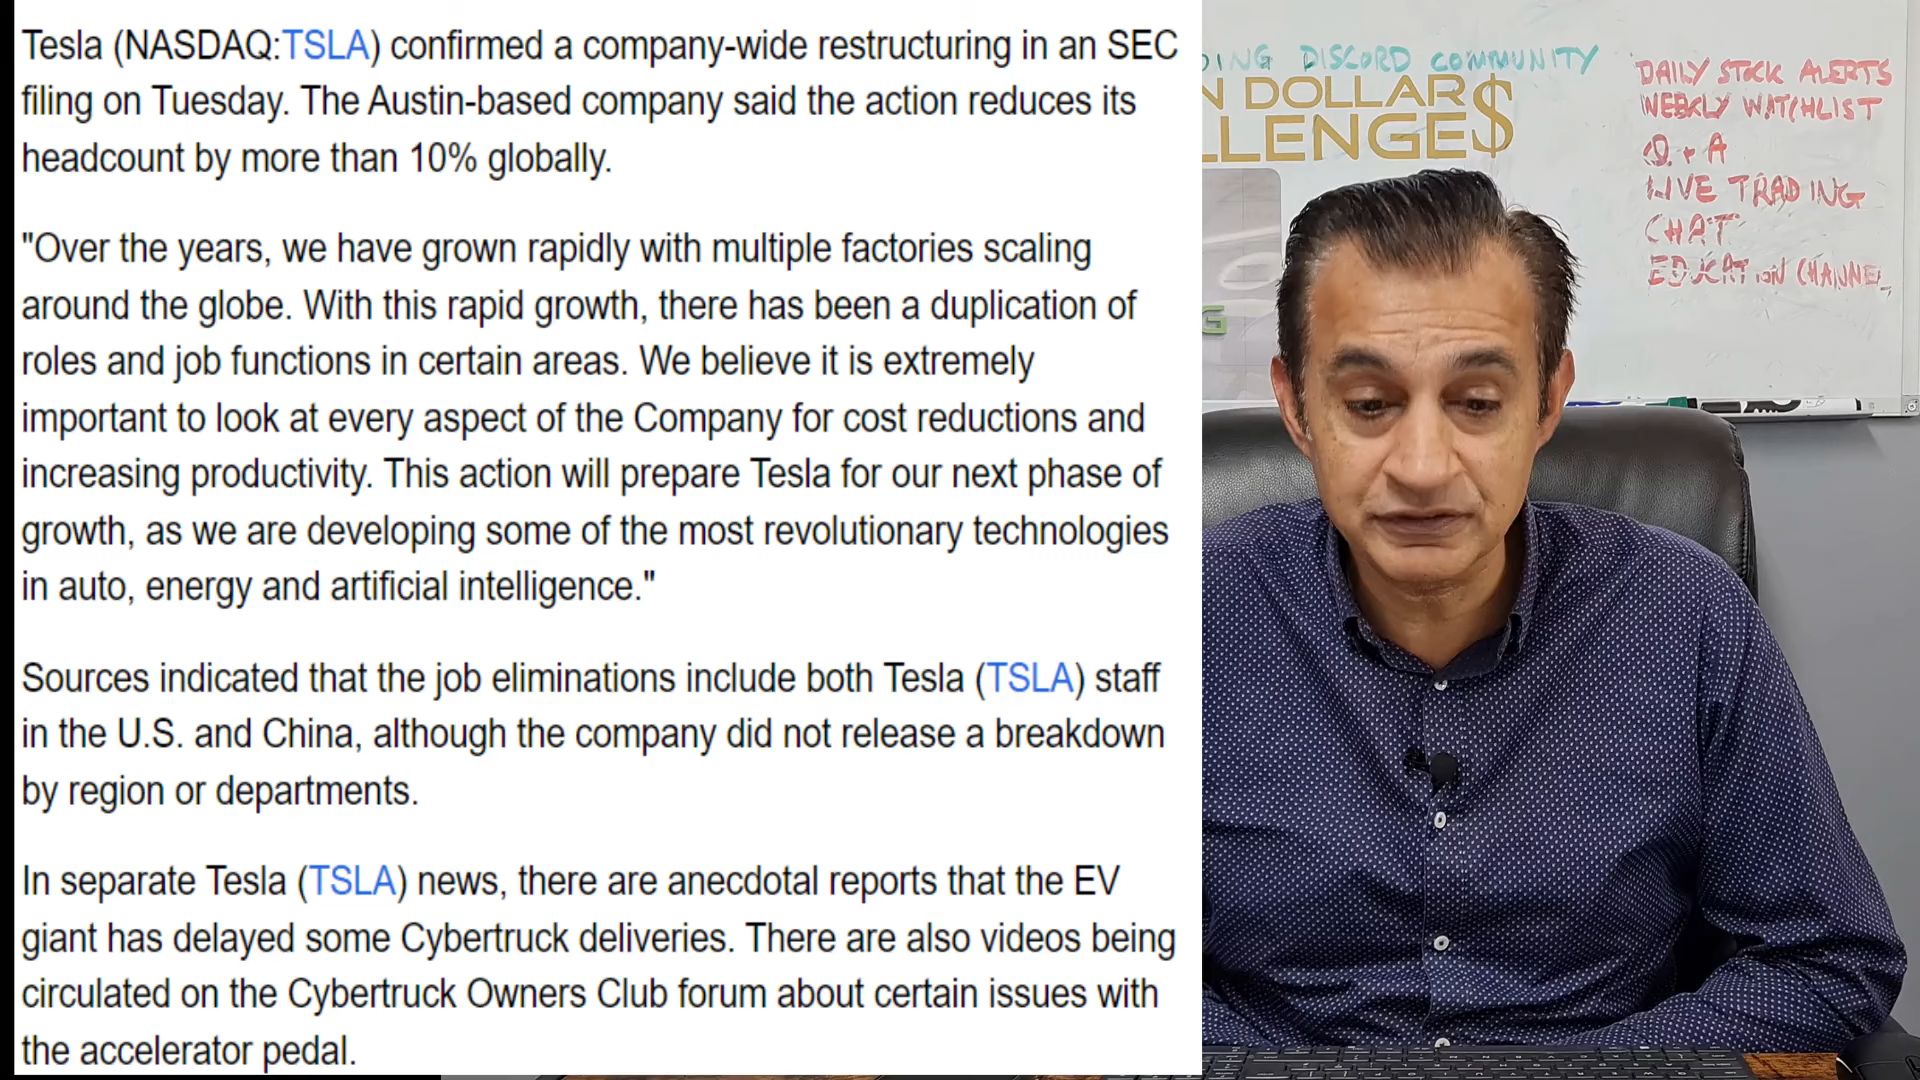 Tesla (NASDAQ:TSLA) confirmed a company-wide restructuring in an SEC
filing on Tuesday. The Austin-based company said the action reduces its
headcount by more than 10% globally.
"Over the years, we have grown rapidly with multiple factories scaling
around the globe. With this rapid growth, there has been a duplication of
roles and job functions in certain areas. We believe it is extremely
important to look at every aspect of the Company for cost reductions and
increasing productivity. This action will prepare Tesla for our next phase of
growth, as we are developing some of the most revolutionary technologies
in auto, energy and artificial intelligence."
Sources indicated that the job eliminations include both Tesla (TSLA) staff
in the U.S. and China, although the company did not release a breakdown
by region or departments.
In separate Tesla (TSLA) news, there are anecdotal reports that the EV
giant has delayed some Cybertruck deliveries. There are also videos being
circulated on the Cybertruck Owners Club forum about certain issues with
the accelerator pedal.
DING DISCORD COMMUNITY
N DOLLAR$
LLENGE
G
DAILY STOCK ALERTS
WEEKLY WATCHLIST
Q + A
LIVE TRADING
CHAT
EDUCATION CHANNEL